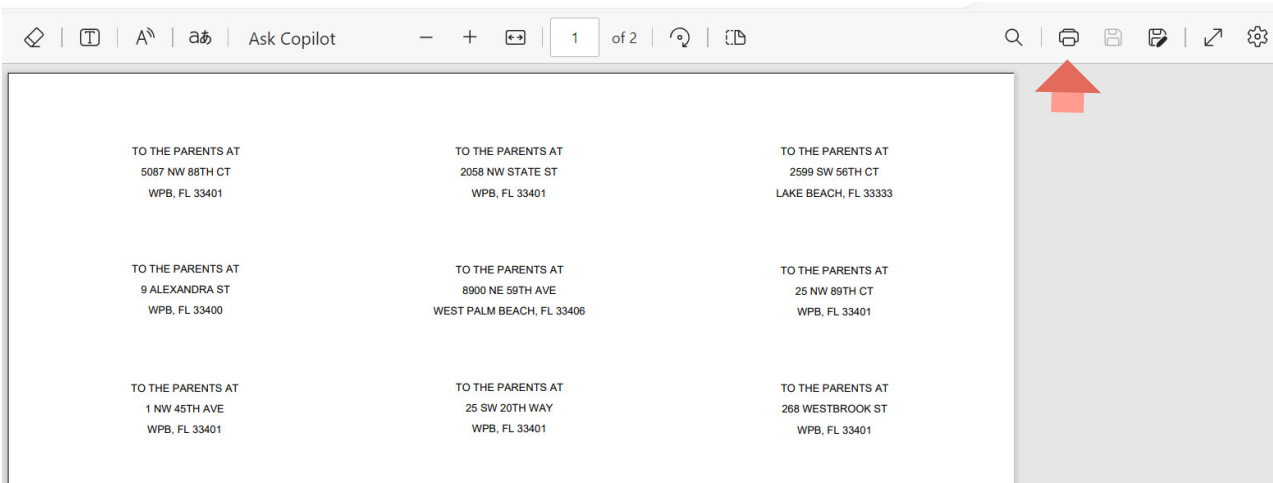 aあ Ask Copilot 1 of 2
TO THE PARENTS AT
5087 NW 88TH CT
WPB, FL 33401
TO THE PARENTS AT
2058 NW STATE ST
WPB, FL 33401
TO THE PARENTS AT
2599 SW 56TH CT
LAKE BEACH, FL 33333
TO THE PARENTS AT
9 ALEXANDRA ST
WPB, FL 33400
TO THE PARENTS AT
8900 NE 59TH AVE
WEST PALM BEACH, FL 33406
TO THE PARENTS AT
25 NW 89TH CT
WPB, FL 33401
TO THE PARENTS AT
1 NW 45TH AVE
WPB, FL 33401
TO THE PARENTS AT
25 SW 20TH WAY
WPB, FL 33401
TO THE PARENTS AT
268 WESTBROOK ST
WPB, FL 33401